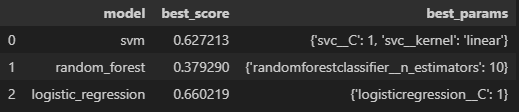 model best_score best_params
0 svm 0.627213 {'svc__C': 1, 'svc__kernel': 'linear'}
1 random_forest 0.379290 {'randomforestclassifier__n_estimators': 10}
2 logistic_regression 0.660219 {'logisticregression__C': 1}